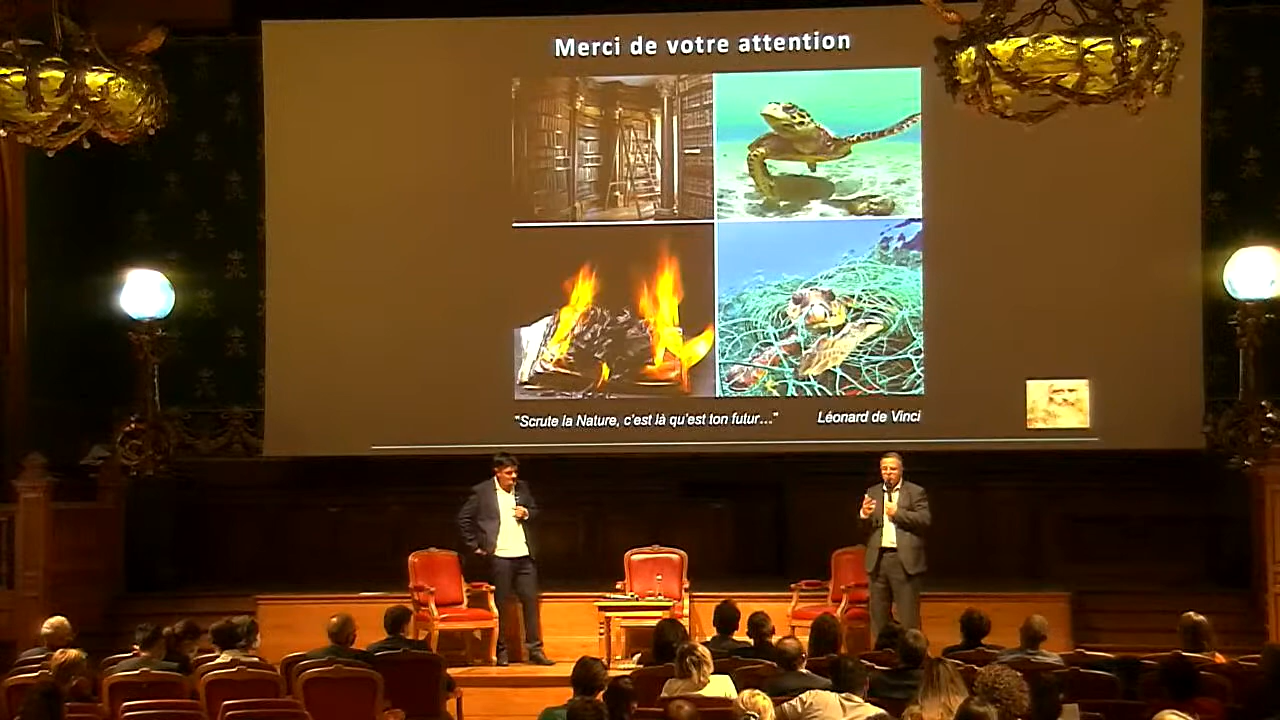 Merci de votre attention
"Scrute la Nature, c'est là qu'est ton futur…" Léonard de Vinci